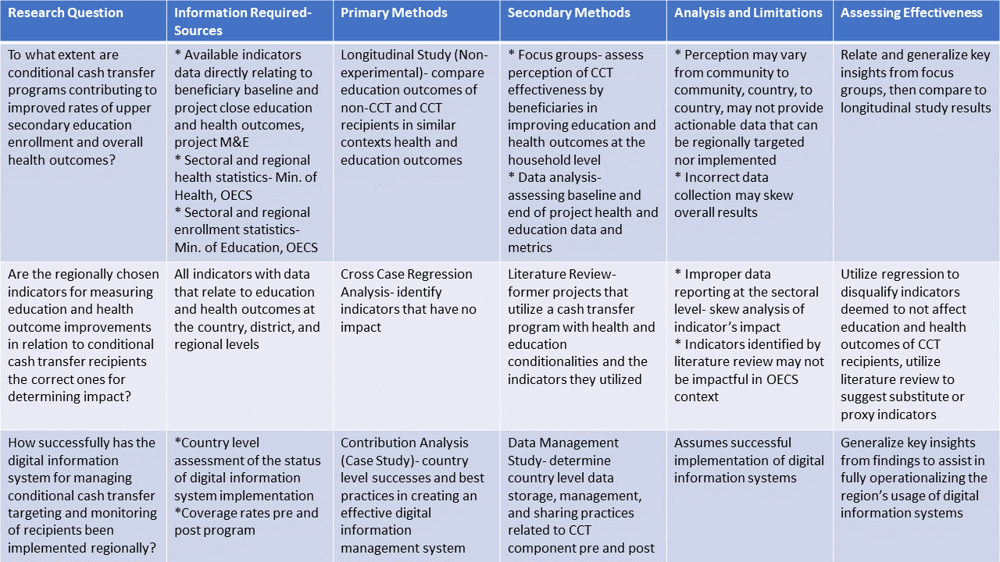 Research Question
Information Required-
Sources
Primary Methods
Secondary Methods
Analysis and Limitations
Assessing Effectiveness
To what extent are
conditional cash transfer
programs contributing to
improved rates of upper
secondary education
enrollment and overall
health outcomes?
* Available indicators
data directly relating to
beneficiary baseline and
project close education
and health outcomes,
project M&E
* Sectoral and regional
health statistics- Min. of
Health, OECS
* Sectoral and regional
enrollment statistics-
Min. of Education, OECS
Longitudinal Study (Non-
experimental)- compare
education outcomes of
non-CCT and CCT
recipients in similar
contexts health and
education outcomes
* Focus groups- assess
perception of CCT
effectiveness by
beneficiaries in
improving education and
health outcomes at the
household level
* Data analysis-
assessing baseline and
end of project health and
education data and
metrics
* Perception may vary
from community to
community, country, to
country, may not provide
actionable data that can
be regionally targeted
nor implemented
* Incorrect data
collection may skew
overall results
Relate and generalize key
insights from focus
groups, then compare to
longitudinal study results
Are the regionally chosen
indicators for measuring
education and health
outcome improvements
in relation to conditional
cash transfer recipients
the correct ones for
determining impact?
All indicators with data
that relate to education
and health outcomes at
the country, district, and
regional levels
Cross Case Regression
Analysis- identify
indicators that have no
impact
Literature Review-
former projects that
utilize a cash transfer
program with health and
education
conditionalities and the
indicators they utilized
* Improper data
reporting at the sectoral
level- skew analysis of
indicator's impact
* Indicators identified by
literature review may not
be impactful in OECS
context
Utilize regression to
disqualify indicators
deemed to not affect
education and health
outcomes of CCT
recipients, utilize
literature review to
suggest substitute or
proxy indicators
How successfully has the
digital information
system for managing
conditional cash transfer
targeting and monitoring
of recipients been
implemented regionally?
*Country level
assessment of the status
of digital information
system implementation
*Coverage rates pre and
post program
Contribution Analysis
(Case Study)- country
level successes and best
practices in creating an
effective digital
information
management system
Data Management
Study- determine
country level data
storage, management,
and sharing practices
related to CCT
component pre and post
Assumes successful
implementation of digital
information systems
Generalize key insights
from findings to assist in
fully operationalizing the
region's usage of digital
information systems